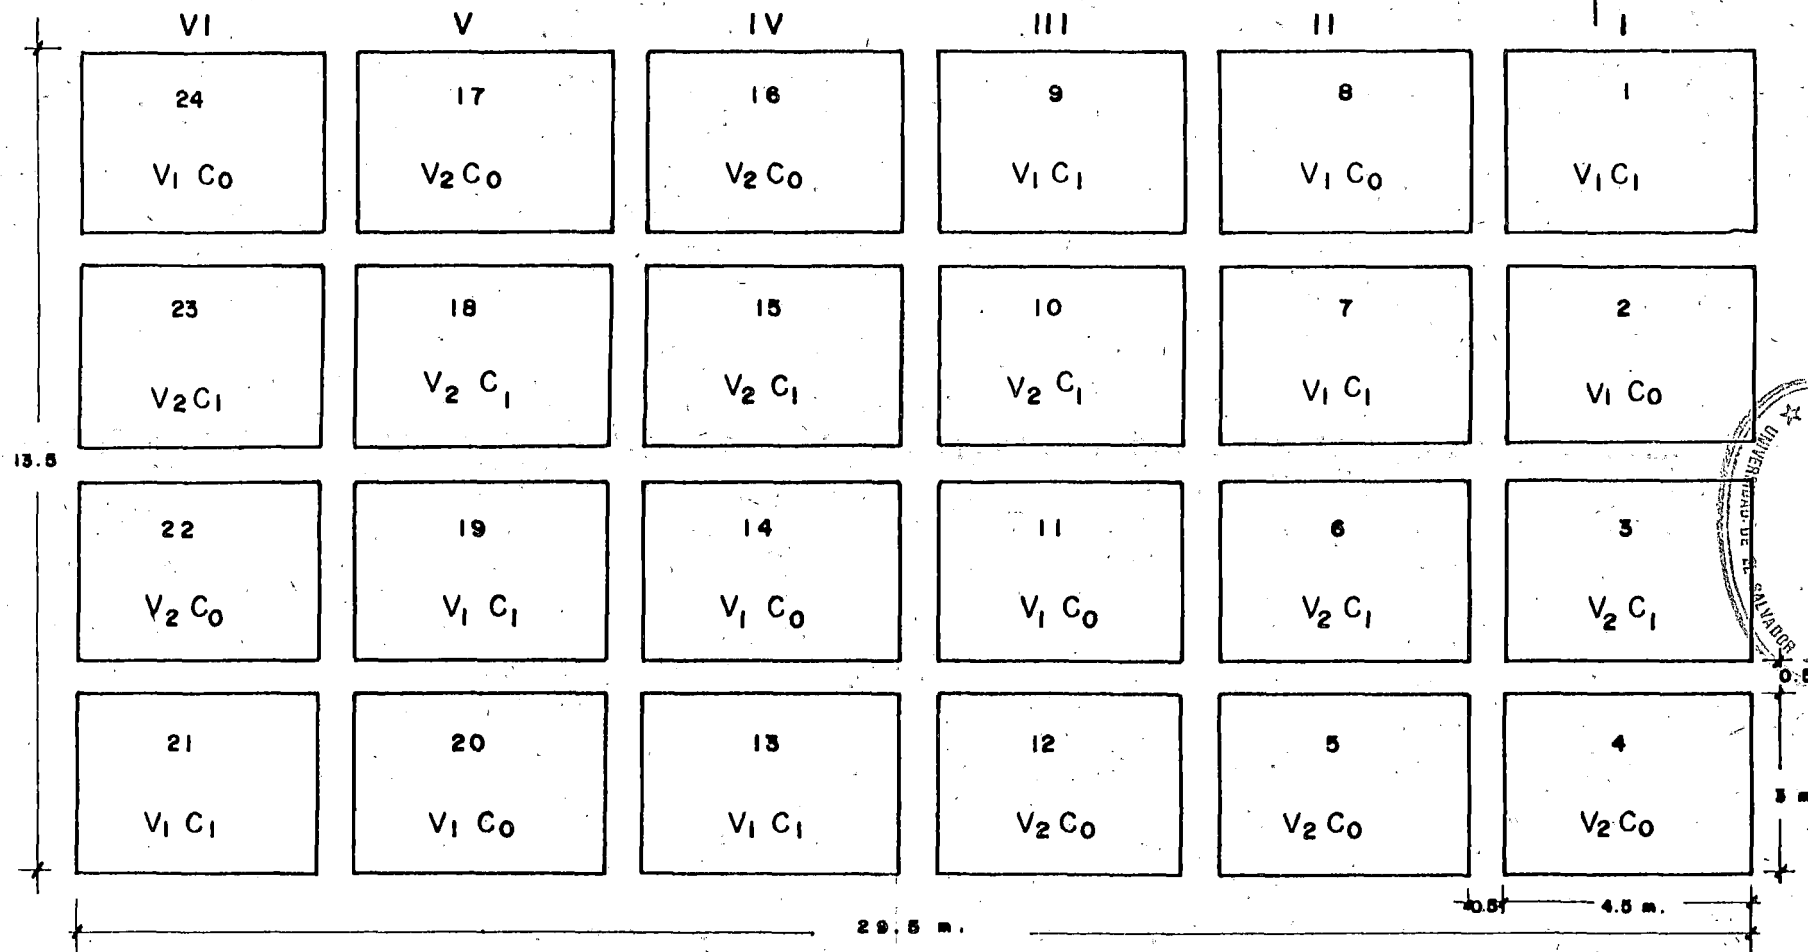 VI V IV III II I
24 17 16 9 8 1
V1 C0 V2 C0 V2 C0 V1 C1 V1 C0 V1 C1
23 18 15 10 7 2
V2 C1 V2 C1 V2 C1 V2 C1 V1 C1 V1 C0
13.5
22 19 14 11 6 3
V2 C0 V1 C1 V1 C0 V1 C0 V2 C1 V2 C1
UNIVERSIDAD DE EL SALVADOR
0.5
21 20 13 12 5 4
3 m
V1 C1 V1 C0 V1 C1 V2 C0 V2 C0 V2 C0
0.5 4.5 m.
29.5 m.